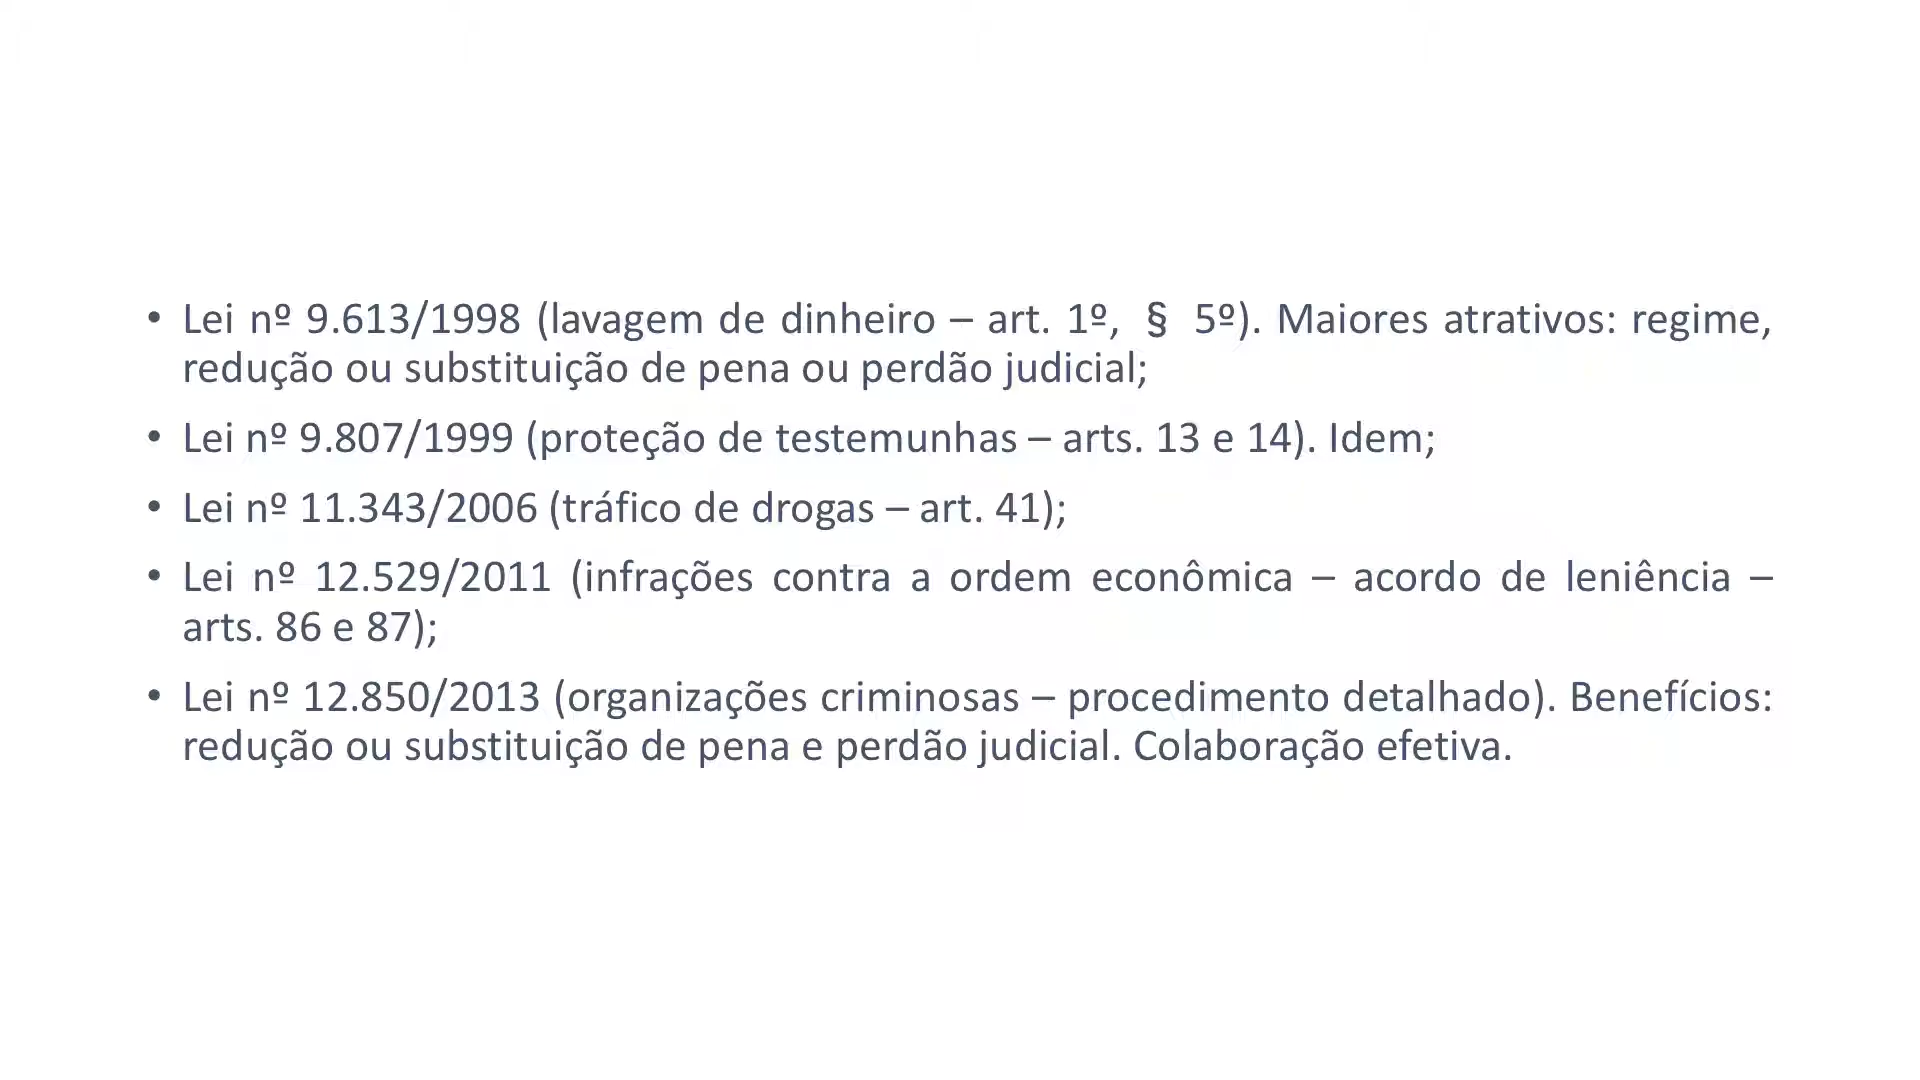 • Lei nº 9.613/1998 (lavagem de dinheiro – art. 1º, § 5º). Maiores atrativos: regime,
redução ou substituição de pena ou perdão judicial;
• Lei nº 9.807/1999 (proteção de testemunhas – arts. 13 e 14). Idem;
• Lei nº 11.343/2006 (tráfico de drogas – art. 41);
• Lei nº 12.529/2011 (infrações contra a ordem econômica – acordo de leniência –
arts. 86 e 87);
• Lei nº 12.850/2013 (organizações criminosas – procedimento detalhado). Benefícios:
redução ou substituição de pena e perdão judicial. Colaboração efetiva.